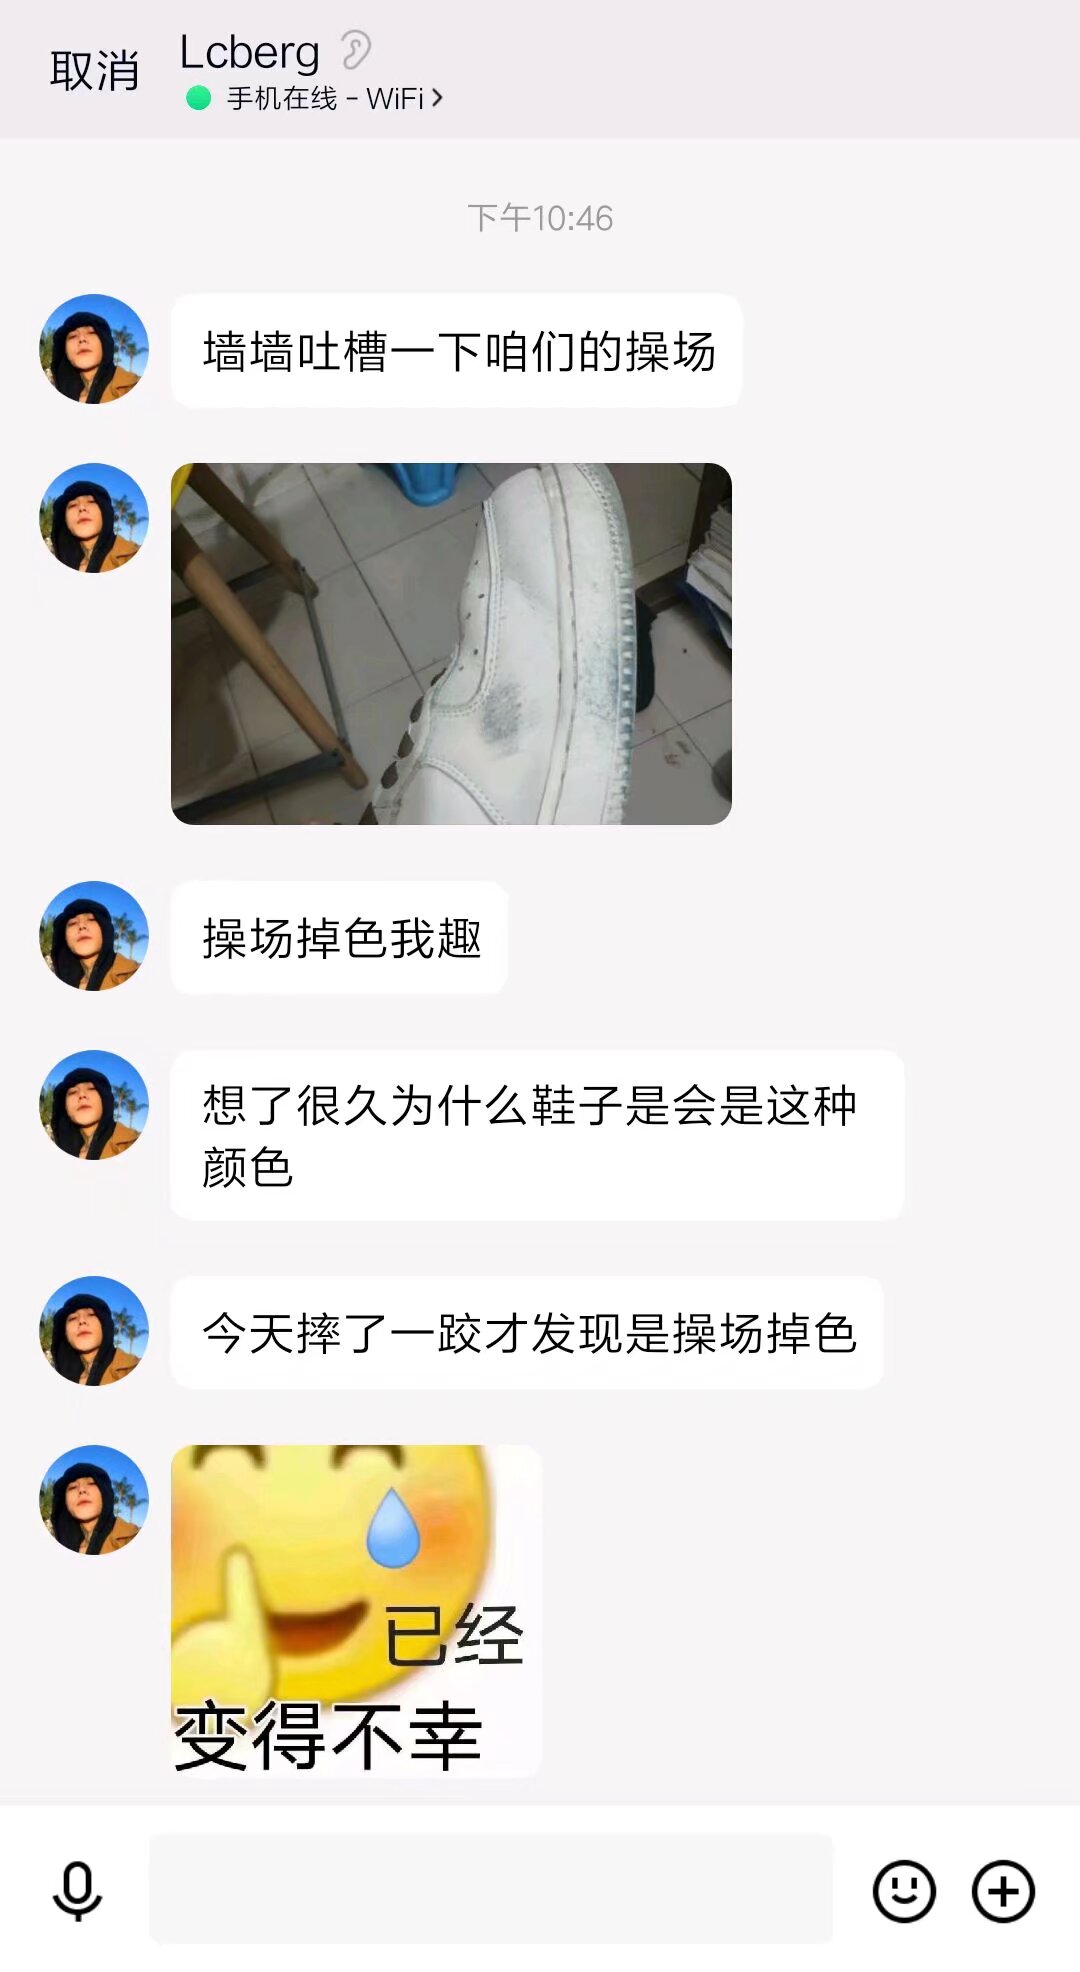 取消
Lcberg
手机在线 - WiFi
下午10:46
墙墙吐槽一下咱们的操场
操场掉色我趣
想了很久为什么鞋子是会是这种
颜色
今天摔了一跤才发现是操场掉色
已经
变得不幸